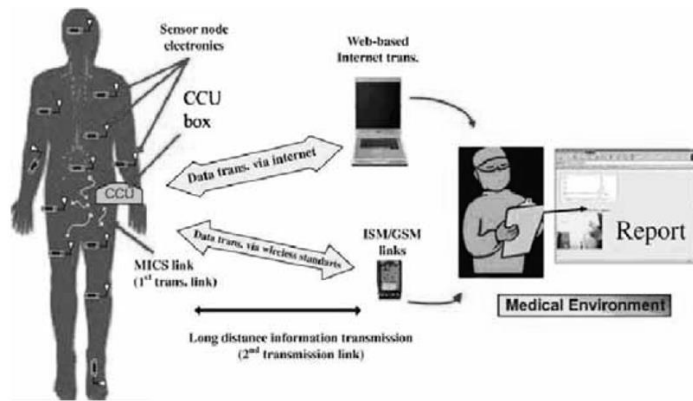 Sensor node
electronics
CCU
box
CCU
MICS link
(1st trans. link)
Web-based
Internet trans.
Data trans. via internet
Data trans. via wireless standarts
ISM/GSM
links
Long distance information transmission
(2nd transmission link)
Report
Medical Environment